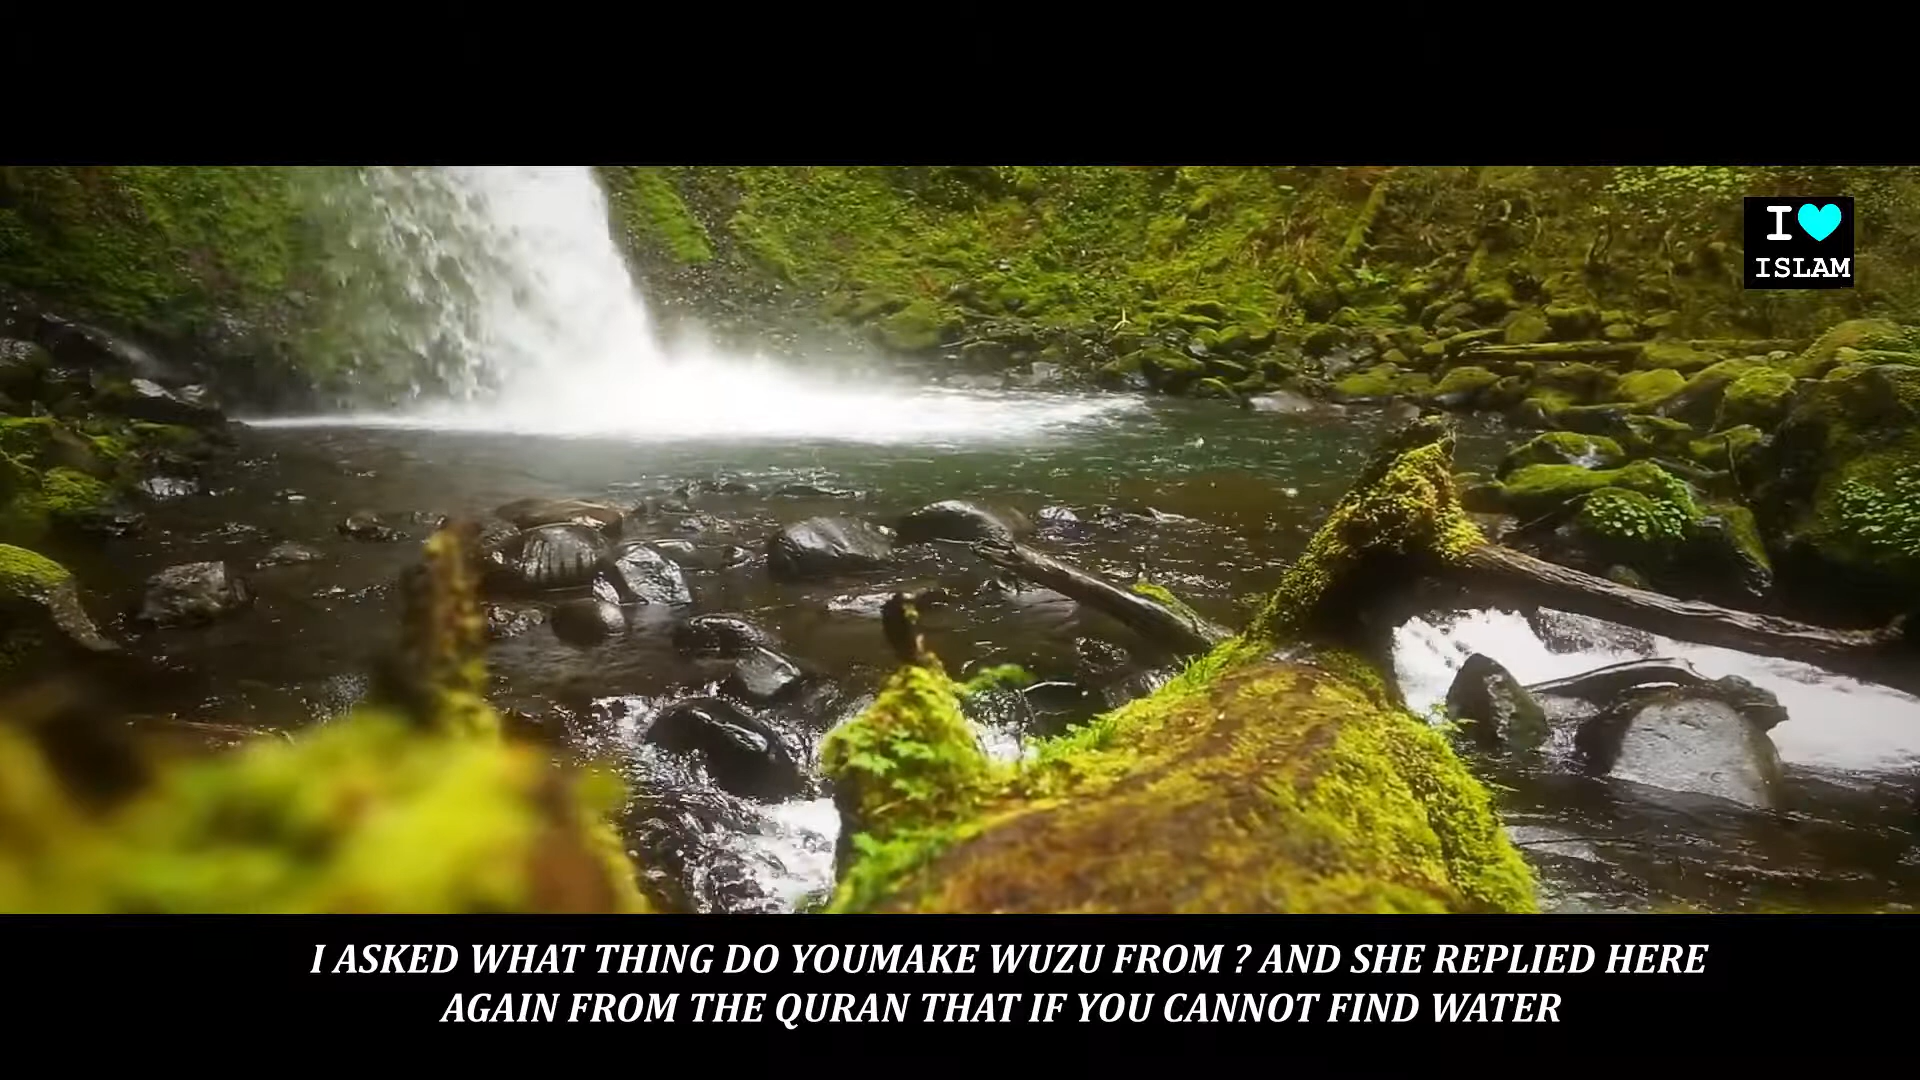 I
ISLAM
I ASKED WHAT THING DO YOUMAKE WUZU FROM ? AND SHE REPLIED HERE
AGAIN FROM THE QURAN THAT IF YOU CANNOT FIND WATER